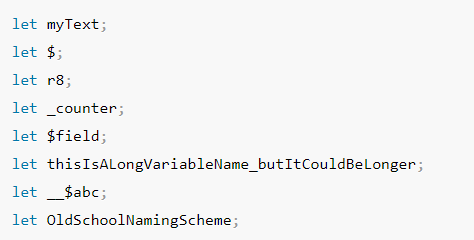 let myText;
let $;
let r8;
let _counter;
let $field;
let thisIsALongVariableName_butItCouldBeLonger;
let __$abc;
let OldSchoolNamingScheme;